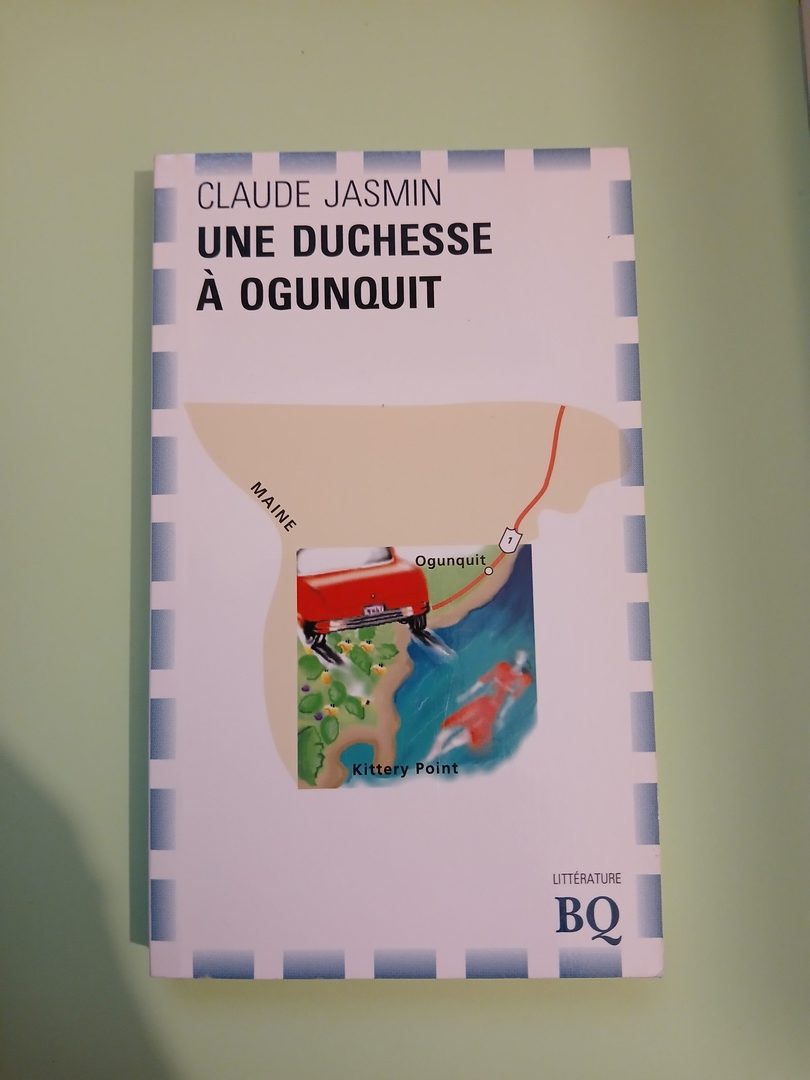 CLAUDE JASMIN
UNE DUCHESSE
À OGUNQUIT
MAINE
1
Ogunquit
Kittery Point
LITTÉRATURE
BQ